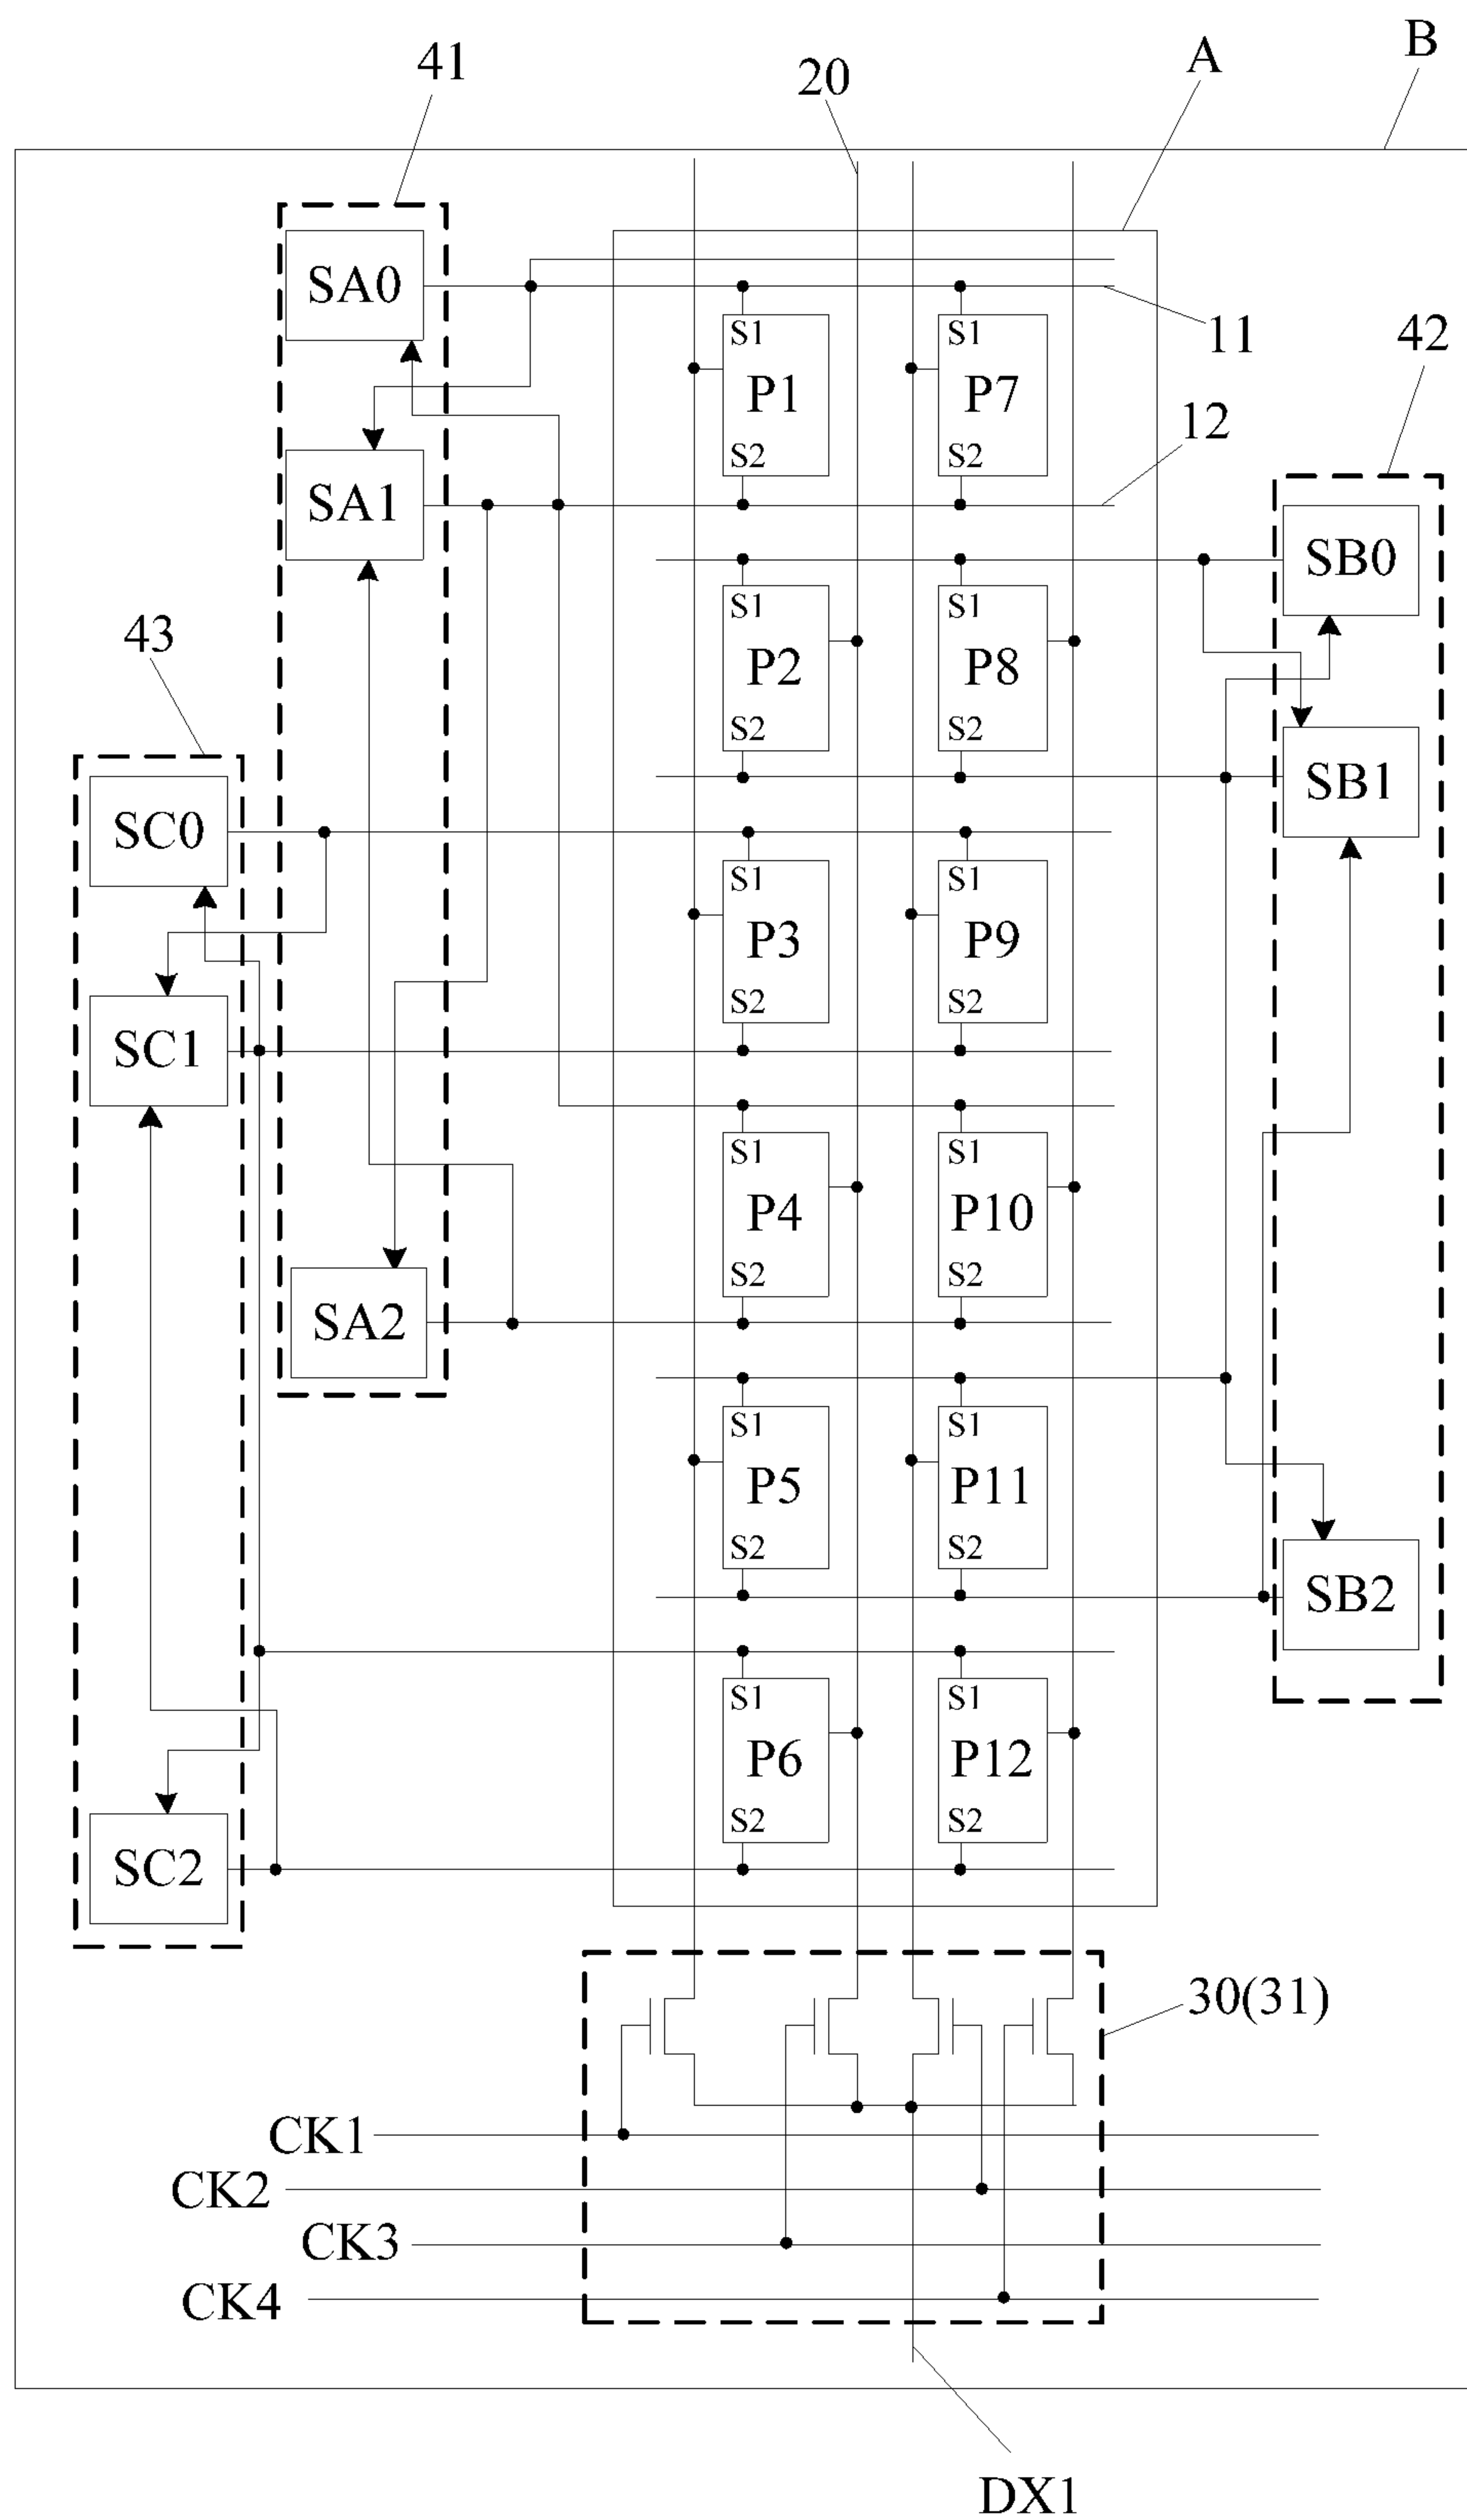 B
A
41
20
SA0
11
S1
S1
42
P1
P7
12
S2
S2
SA1
SB0
S1
S1
43
P2
P8
S2
S2
SB1
SC0
S1
S1
P3
P9
S2
S2
SC1
S1
S1
P4
P10
S2
S2
SA2
S1
S1
P5
P11
S2
S2
SB2
S1
S1
P6
P12
S2
S2
SC2
30(31)
CK1
CK2
CK3
CK4
DX1